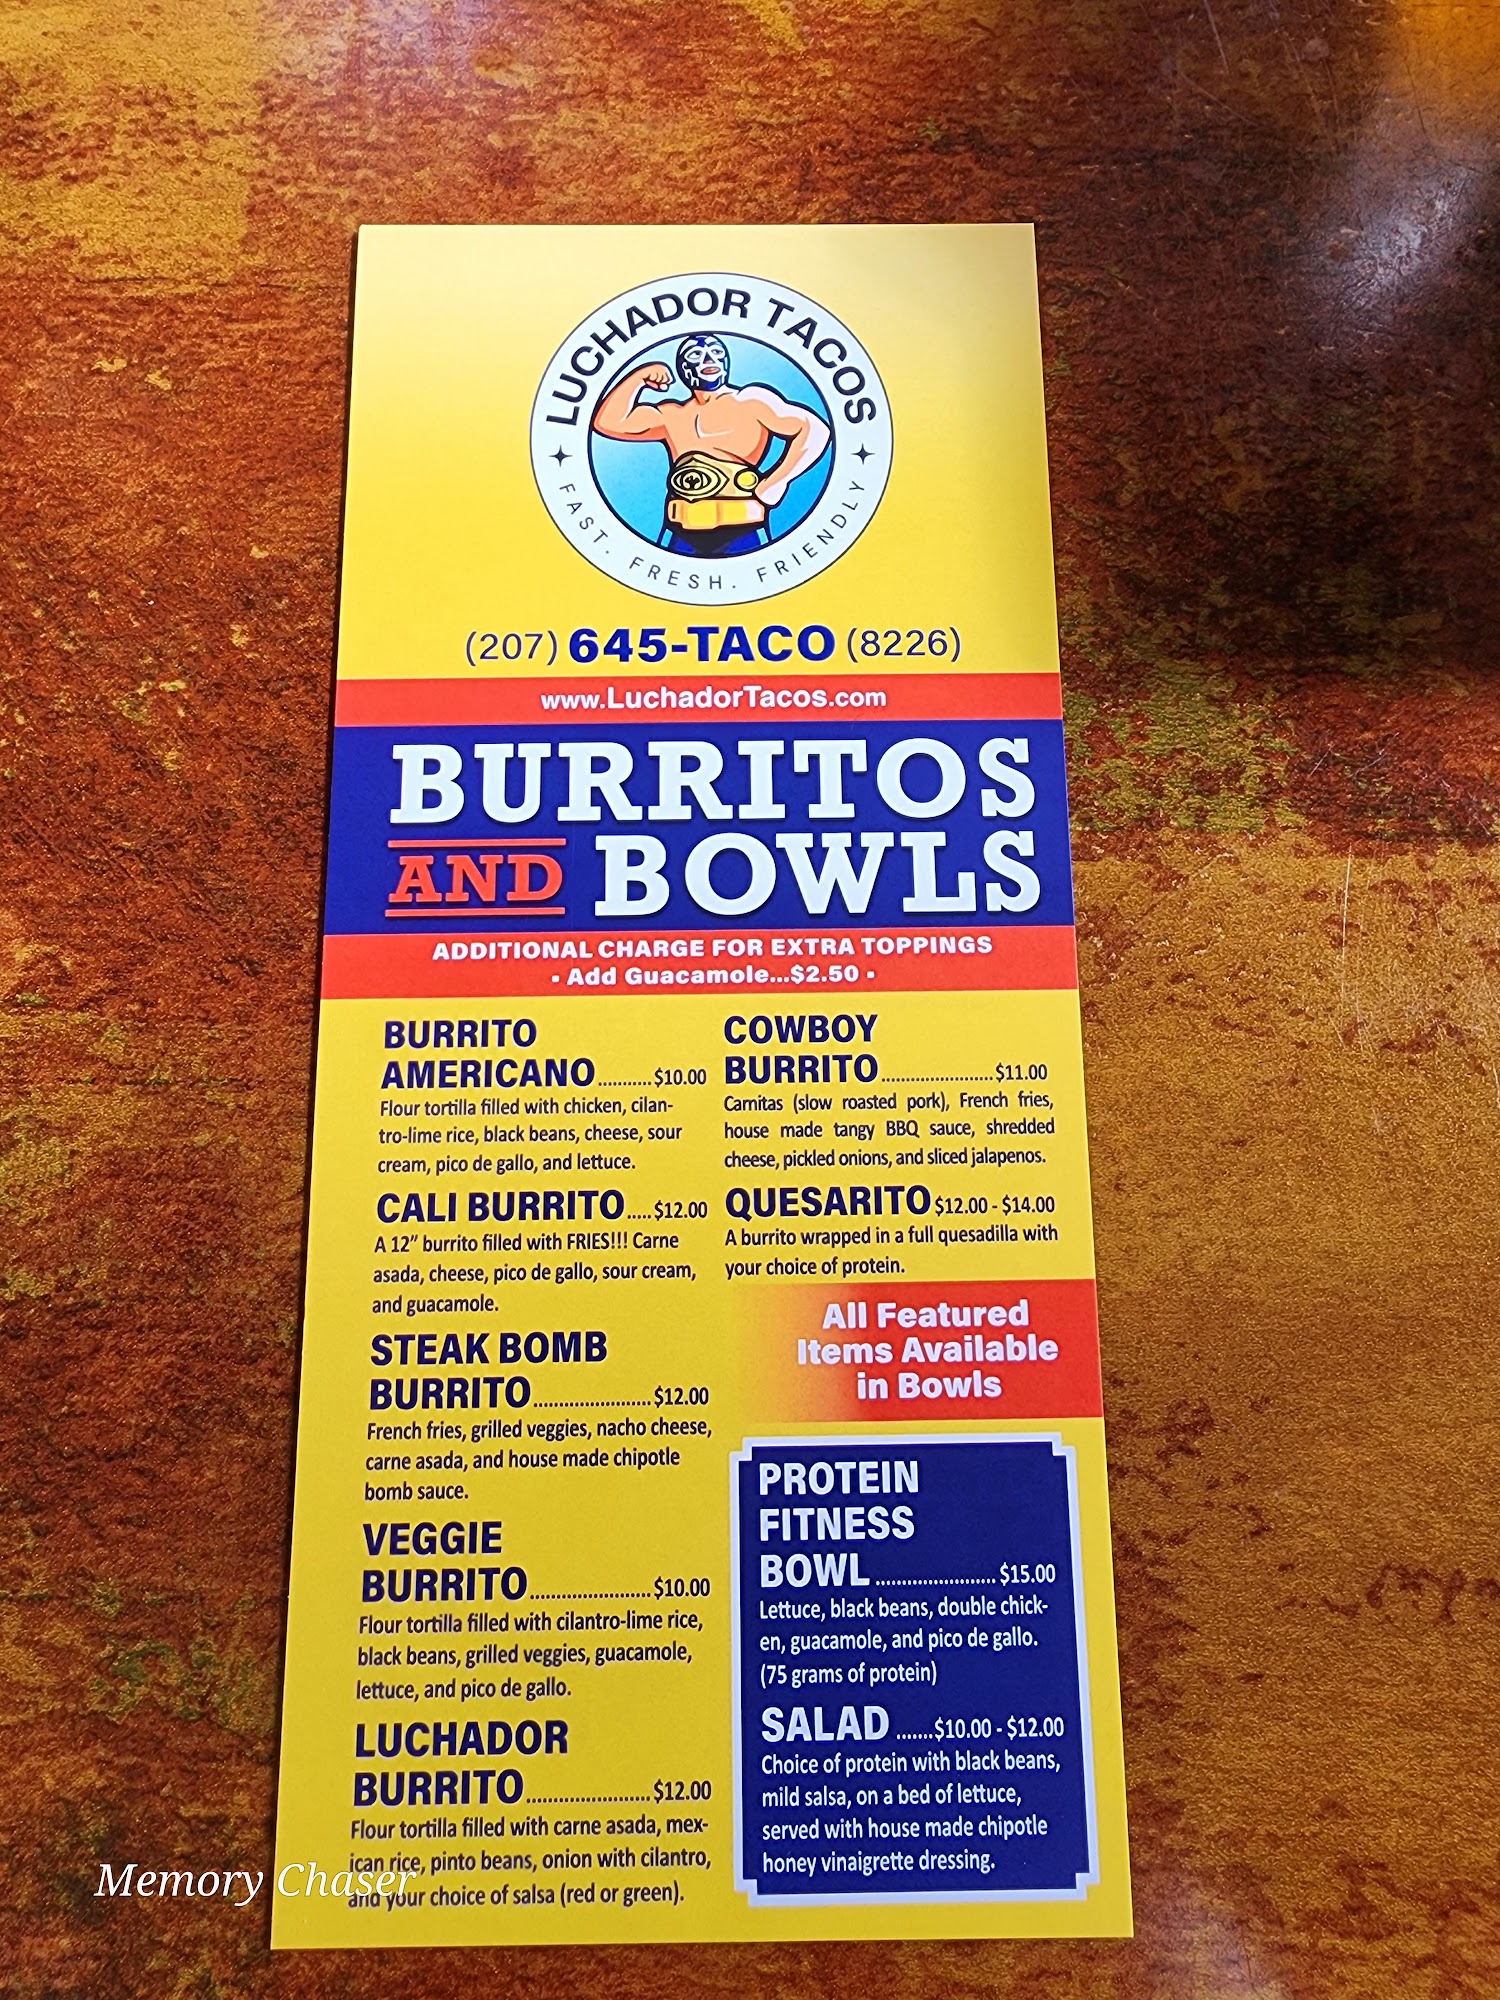 LUCHADOR TACOS
FAST. FRESH. FRIENDLY
(207) 645-TACO (8226)
www.LuchadorTacos.com
BURRITOS
AND BOWLS
ADDITIONAL CHARGE FOR EXTRA TOPPINGS
• Add Guacamole...$2.50 •
BURRITO
AMERICANO...........$10.00
Flour tortilla filled with chicken, cilan-
tro-lime rice, black beans, cheese, sour
cream, pico de gallo, and lettuce.
CALI BURRITO.....$12.00
A 12” burrito filled with FRIES!!! Carne
asada, cheese, pico de gallo, sour cream,
and guacamole.
STEAK BOMB
BURRITO.......................$12.00
French fries, grilled veggies, nacho cheese,
carne asada, and house made chipotle
bomb sauce.
VEGGIE
BURRITO.......................$10.00
Flour tortilla filled with cilantro-lime rice,
black beans, grilled veggies, guacamole,
lettuce, and pico de gallo.
LUCHADOR
BURRITO........................$12.00
Flour tortilla filled with carne asada, mex-
ican rice, pinto beans, onion with cilantro,
and your choice of salsa (red or green).
COWBOY
BURRITO.......................$11.00
Carnitas (slow roasted pork), French fries,
house made tangy BBQ sauce, shredded
cheese, pickled onions, and sliced jalapenos.
QUESARITO $12.00 - $14.00
A burrito wrapped in a full quesadilla with
your choice of protein.
All Featured
Items Available
in Bowls
PROTEIN
FITNESS
BOWL.......................$15.00
Lettuce, black beans, double chick-
en, guacamole, and pico de gallo.
(75 grams of protein)
SALAD .......$10.00 - $12.00
Choice of protein with black beans,
mild salsa, on a bed of lettuce,
served with house made chipotle
honey vinaigrette dressing.
Memory Chaser